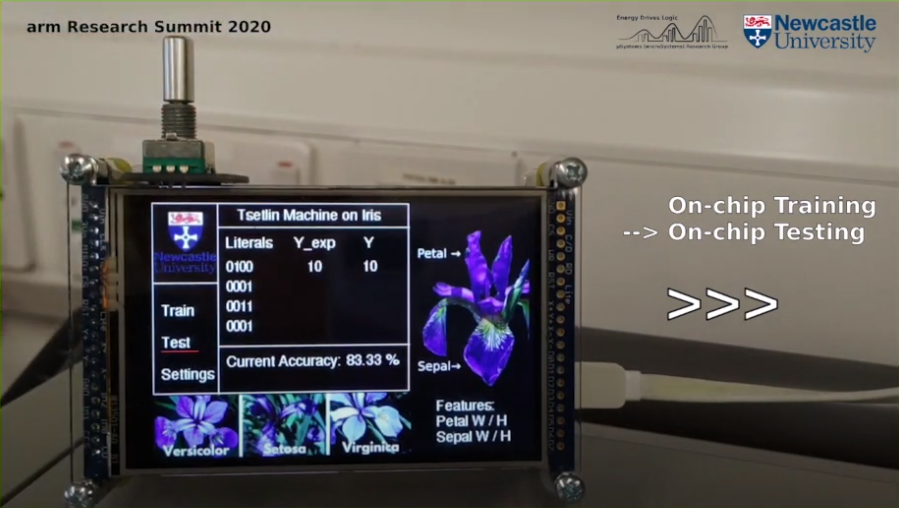 arm Research Summit 2020
Energy Drives Logic
µSystems (microSystems) Research Group
Newcastle
University
On-chip Training
--> On-chip Testing
>>>
Newcastle
University
Train
Test
Settings
Tsetlin Machine on Iris
Literals Y_exp Y
0100 10 10
0001
0011
0001
Current Accuracy: 83.33 %
Petal →
Sepal→
Features:
Petal W / H
Sepal W / H
Versicolor
Setosa
Virginica